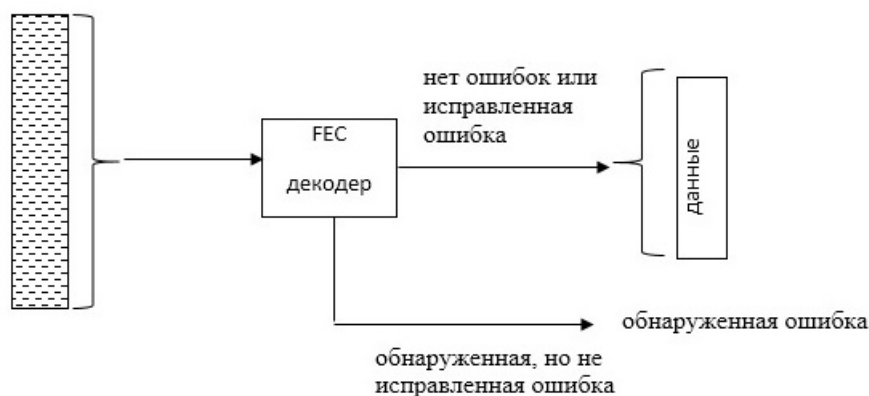 нет ошибок или
исправленная
ошибка
FEC
декодер
данные
обнаруженная ошибка
обнаруженная, но не
исправленная ошибка